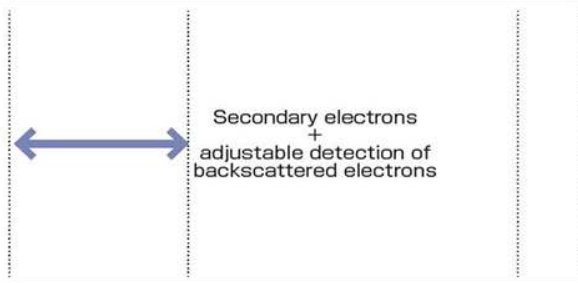 Secondary electrons
+
adjustable detection of
backscattered electrons